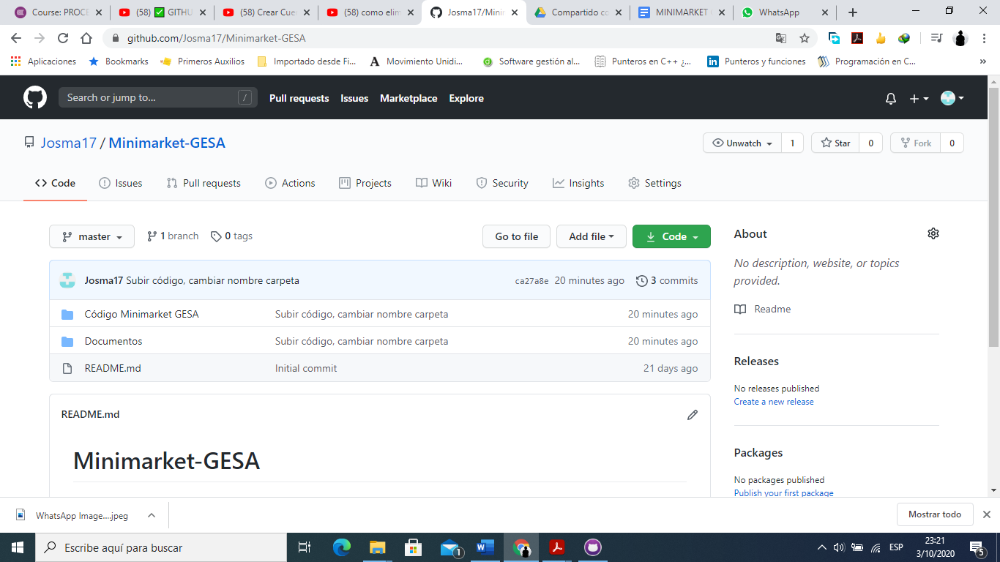 Course: PROCE
(58) ✅ GITHU
(58) Crear Cue
(58) como elim
Josma17/Minim
Compartido co
MINIMARKET
WhatsApp
github.com/Josma17/Minimarket-GESA
Aplicaciones
Bookmarks
Primeros Auxilios
Importado desde Fi...
Movimiento Unidi...
Software gestión al...
Punteros en C++ ¿...
Punteros y funciones
Programación en C...
»
Search or jump to...
/
Pull requests
Issues
Marketplace
Explore
Josma17 / Minimarket-GESA
Unwatch
1
Star
0
Fork
0
Code
Issues
Pull requests
Actions
Projects
Wiki
Security
Insights
Settings
master
1 branch
0 tags
Go to file
Add file
Code
About
No description, website, or topics
provided.
Readme
Josma17 Subir código, cambiar nombre carpeta
ca27a8e 20 minutes ago
3 commits
Código Minimarket GESA
Subir código, cambiar nombre carpeta
20 minutes ago
Documentos
Subir código, cambiar nombre carpeta
20 minutes ago
README.md
Initial commit
21 days ago
Releases
No releases published
Create a new release
README.md
Minimarket-GESA
Packages
No packages published
Publish your first package
WhatsApp Image....jpeg
Mostrar todo
Escribe aquí para buscar
1
ESP
23:21
3/10/2020
5